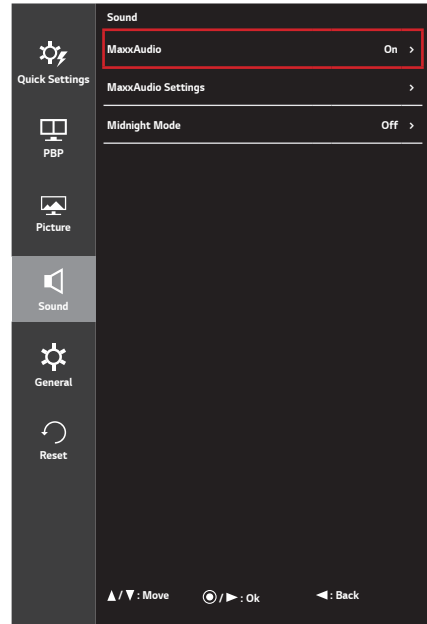 Sound
MaxxAudio On >
MaxxAudio Settings >
Midnight Mode Off >
Quick Settings
PBP
Picture
Sound
General
Reset
▲/▼: Move ◉/►: Ok ◄: Back